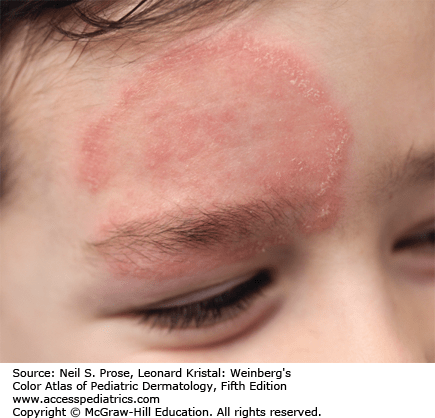 Source: Neil S. Prose, Leonard Kristal: Weinberg's
Color Atlas of Pediatric Dermatology, Fifth Edition
www.accesspediatrics.com
Copyright © McGraw-Hill Education. All rights reserved.